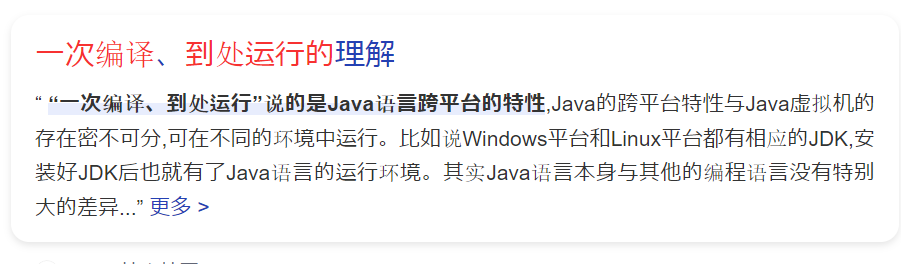 一次编译、到处运行的理解
“ “一次编译、到处运行”说的是Java语言跨平台的特性,Java的跨平台特性与Java虚拟机的
存在密不可分,可在不同的环境中运行。比如说Windows平台和Linux平台都有相应的JDK,安
装好JDK后也就有了Java语言的运行环境。其实Java语言本身与其他的编程语言没有特别
大的差异...” 更多 >